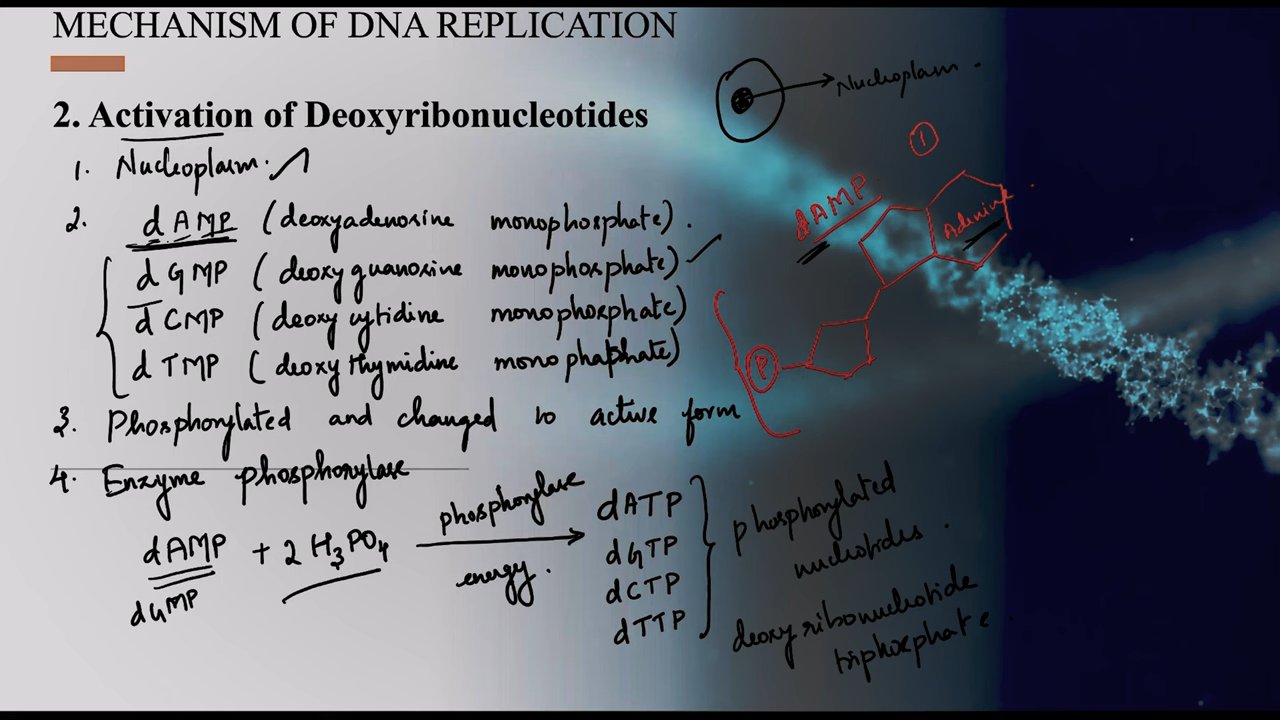 MECHANISM OF DNA REPLICATION
2. Activation of Deoxyribonucleotides
1. Nucleoplasm.
2. dAMP (deoxyadenosine monophosphate).
dGMP (deoxyguanosine monophosphate)
dCMP (deoxycytidine monophosphate)
dTMP (deoxythymidine monophaphate)
3. Phosphorylated and changed to active form
4. Enzyme phosphorylase
dAMP + 2 H3PO4
dGMP
phosphorylase
energy.
dATP
dGTP
dCTP
dTTP
phosphorylated
nucleotides.
deoxyribonucleotide
triphosphate.
Nucleoplasm.
1
dAMP
Adenine
P